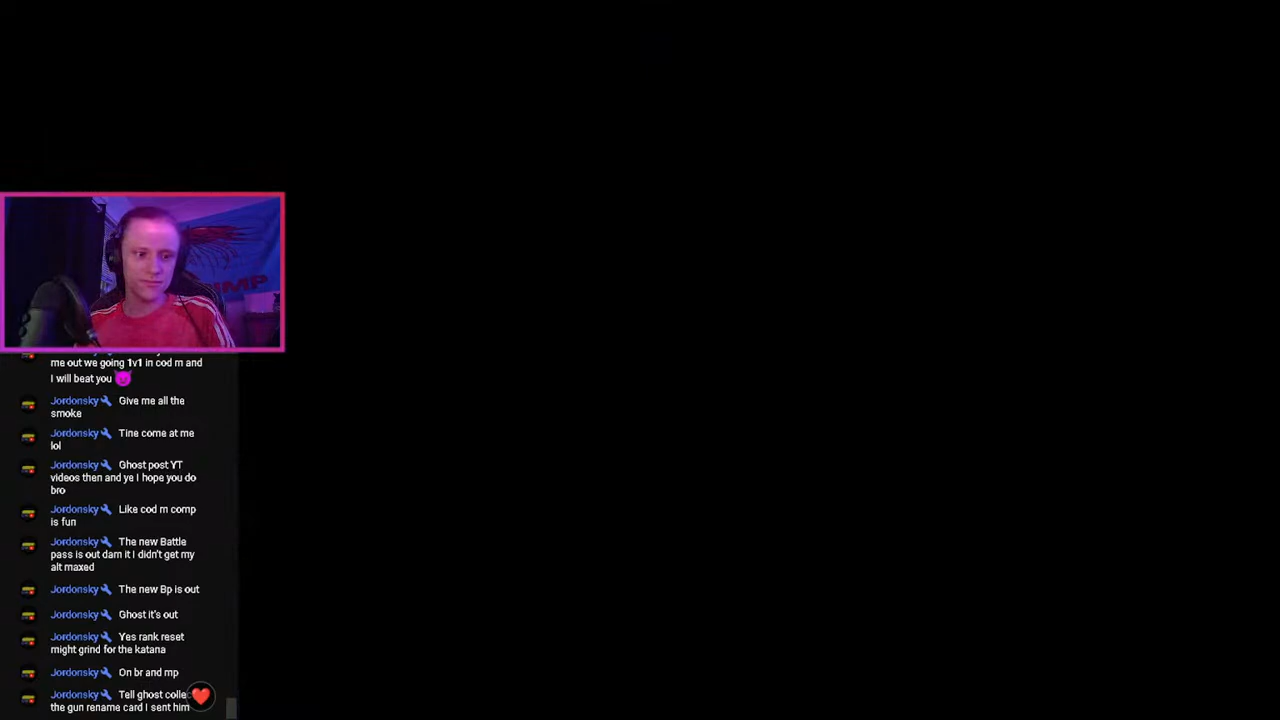 IMP
me out we going 1v1 in cod m and
I will beat you 😈
Jordonsky Give me all the
smoke
Jordonsky Tine come at me
lol
Jordonsky Ghost post YT
videos then and ye I hope you do
bro
Jordonsky Like cod m comp
is fun
Jordonsky The new Battle
pass is out darn it I didn't get my
alt maxed
Jordonsky The new Bp is out
Jordonsky Ghost it's out
Jordonsky Yes rank reset
might grind for the katana
Jordonsky On br and mp
Jordonsky Tell ghost collec
the gun rename card I sent him